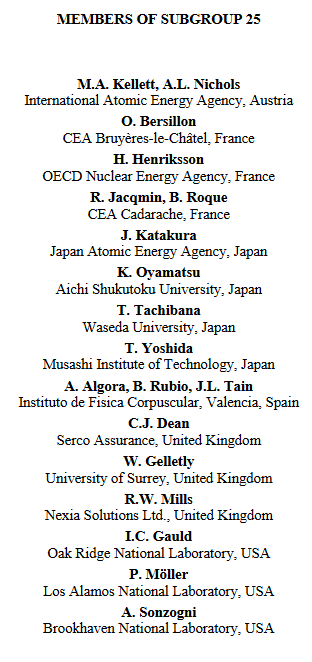 MEMBERS OF SUBGROUP 25
M.A. Kellett, A.L. Nichols
International Atomic Energy Agency, Austria
O. Bersillon
CEA Bruyères-le-Châtel, France
H. Henriksson
OECD Nuclear Energy Agency, France
R. Jacqmin, B. Roque
CEA Cadarache, France
J. Katakura
Japan Atomic Energy Agency, Japan
K. Oyamatsu
Aichi Shukutoku University, Japan
T. Tachibana
Waseda University, Japan
T. Yoshida
Musashi Institute of Technology, Japan
A. Algora, B. Rubio, J.L. Tain
Instituto de Fisica Corpuscular, Valencia, Spain
C.J. Dean
Serco Assurance, United Kingdom
W. Gelletly
University of Surrey, United Kingdom
R.W. Mills
Nexia Solutions Ltd., United Kingdom
I.C. Gauld
Oak Ridge National Laboratory, USA
P. Möller
Los Alamos National Laboratory, USA
A. Sonzogni
Brookhaven National Laboratory, USA